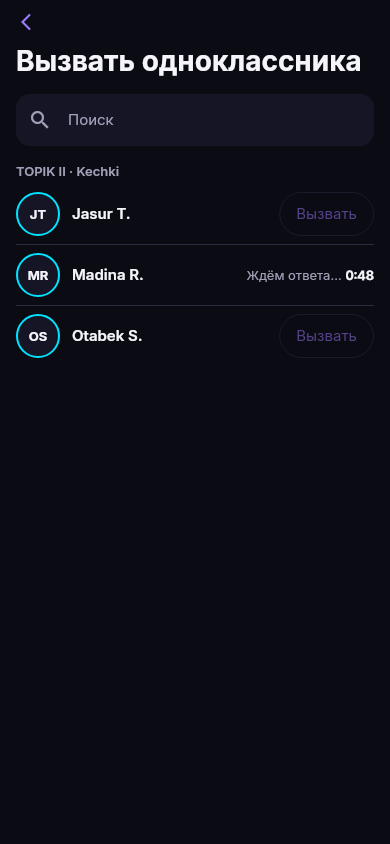 Вызвать одноклассника
Поиск
TOPIK II · Kechki
JT Jasur T. Вызвать
MR Madina R. Ждём ответа... 0:48
OS Otabek S. Вызвать